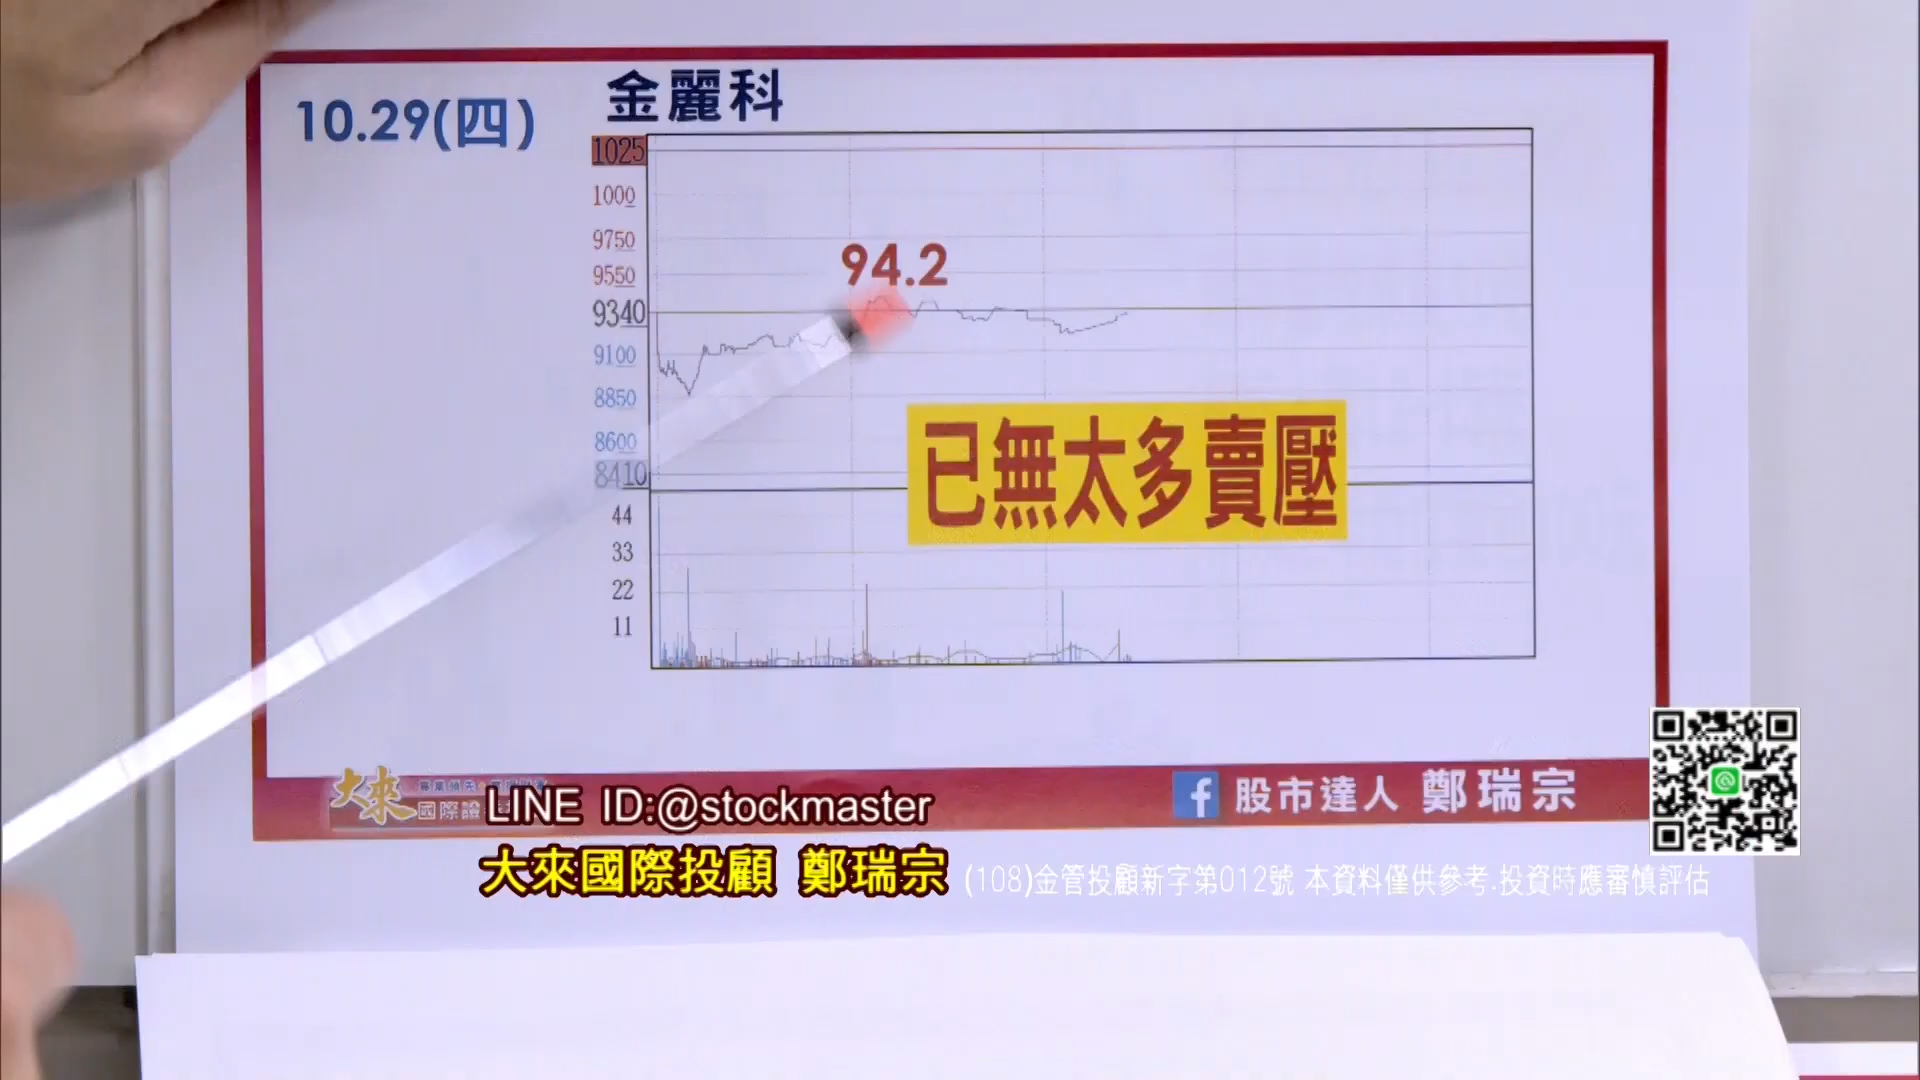 10.29(四)
金麗科
1025
1000
9750
9550
9340
9100
8850
8600
8410
94.2
已無太多賣壓
44
33
22
11
大來
國際
LINE ID:@stockmaster
f 股市達人 鄭瑞宗
大來國際投顧 鄭瑞宗
(108)金管投顧新字第012號 本資料僅供參考.投資時應審慎評估